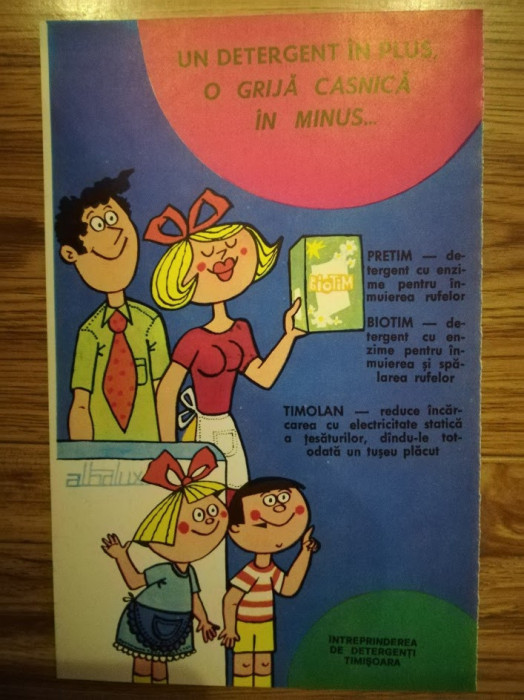 UN DETERGENT ÎN PLUS,
O GRIJĂ CASNICĂ
ÎN MINUS...
BIOTIM
PRETIM — de-
tergent cu enzi-
me pentru în-
muierea rufelor
BIOTIM — de-
tergent cu en-
zime pentru în-
muierea și spă-
larea rufelor
TIMOLAN — reduce încăr-
carea cu electricitate statică
a țesăturilor, dîndu-le tot-
odată un tușeu plăcut
albalux
ÎNTREPRINDEREA
DE DETERGENȚI
TIMIȘOARA